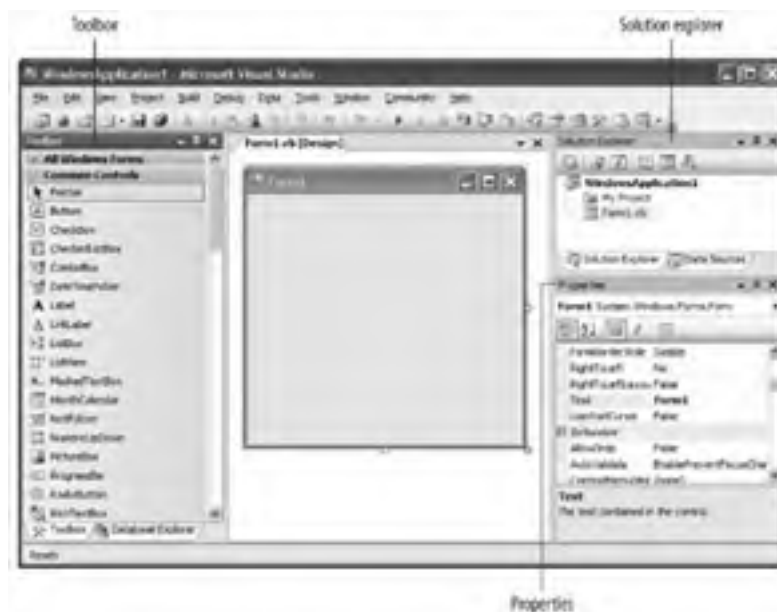 Toolbox
Solution explorer
WindowsApplication1 - Microsoft Visual Studio
File Edit View Project Build Debug Data Tools Window Community Help
Toolbox
Form1.vb [Design]
Solution Explorer
All Windows Forms
Common Controls
Pointer
Button
CheckBox
CheckedListBox
ComboBox
DateTimePicker
Label
LinkLabel
ListBox
ListView
MaskedTextBox
MonthCalendar
NotifyIcon
NumericUpDown
PictureBox
ProgressBar
RadioButton
RichTextBox
Toolbox
Form1
WindowsApplication1
My Project
Form1.vb
Solution Explorer Data Sources
Properties
Form1 System.Windows.Forms.Form
FormBorderStyle Sizable
RightToLeft No
False
Text Form1
UseWaitCursor False
AllowDrop False
AutoValidate
Text
The text contained in the control.
Ready
Properties